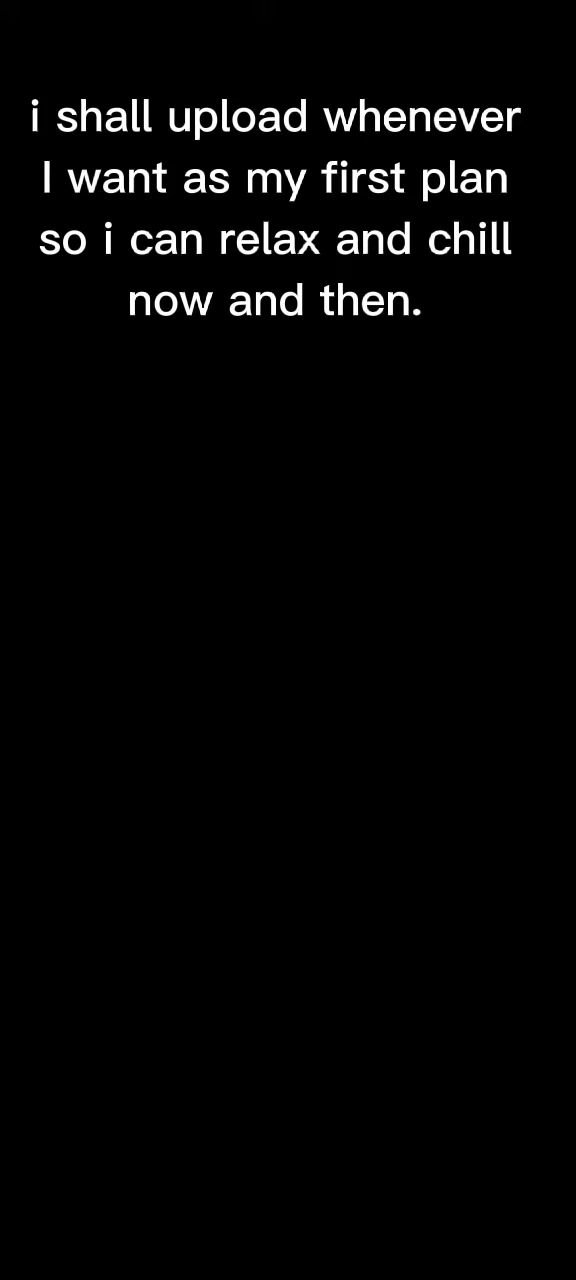 i shall upload whenever
I want as my first plan
so i can relax and chill
now and then.